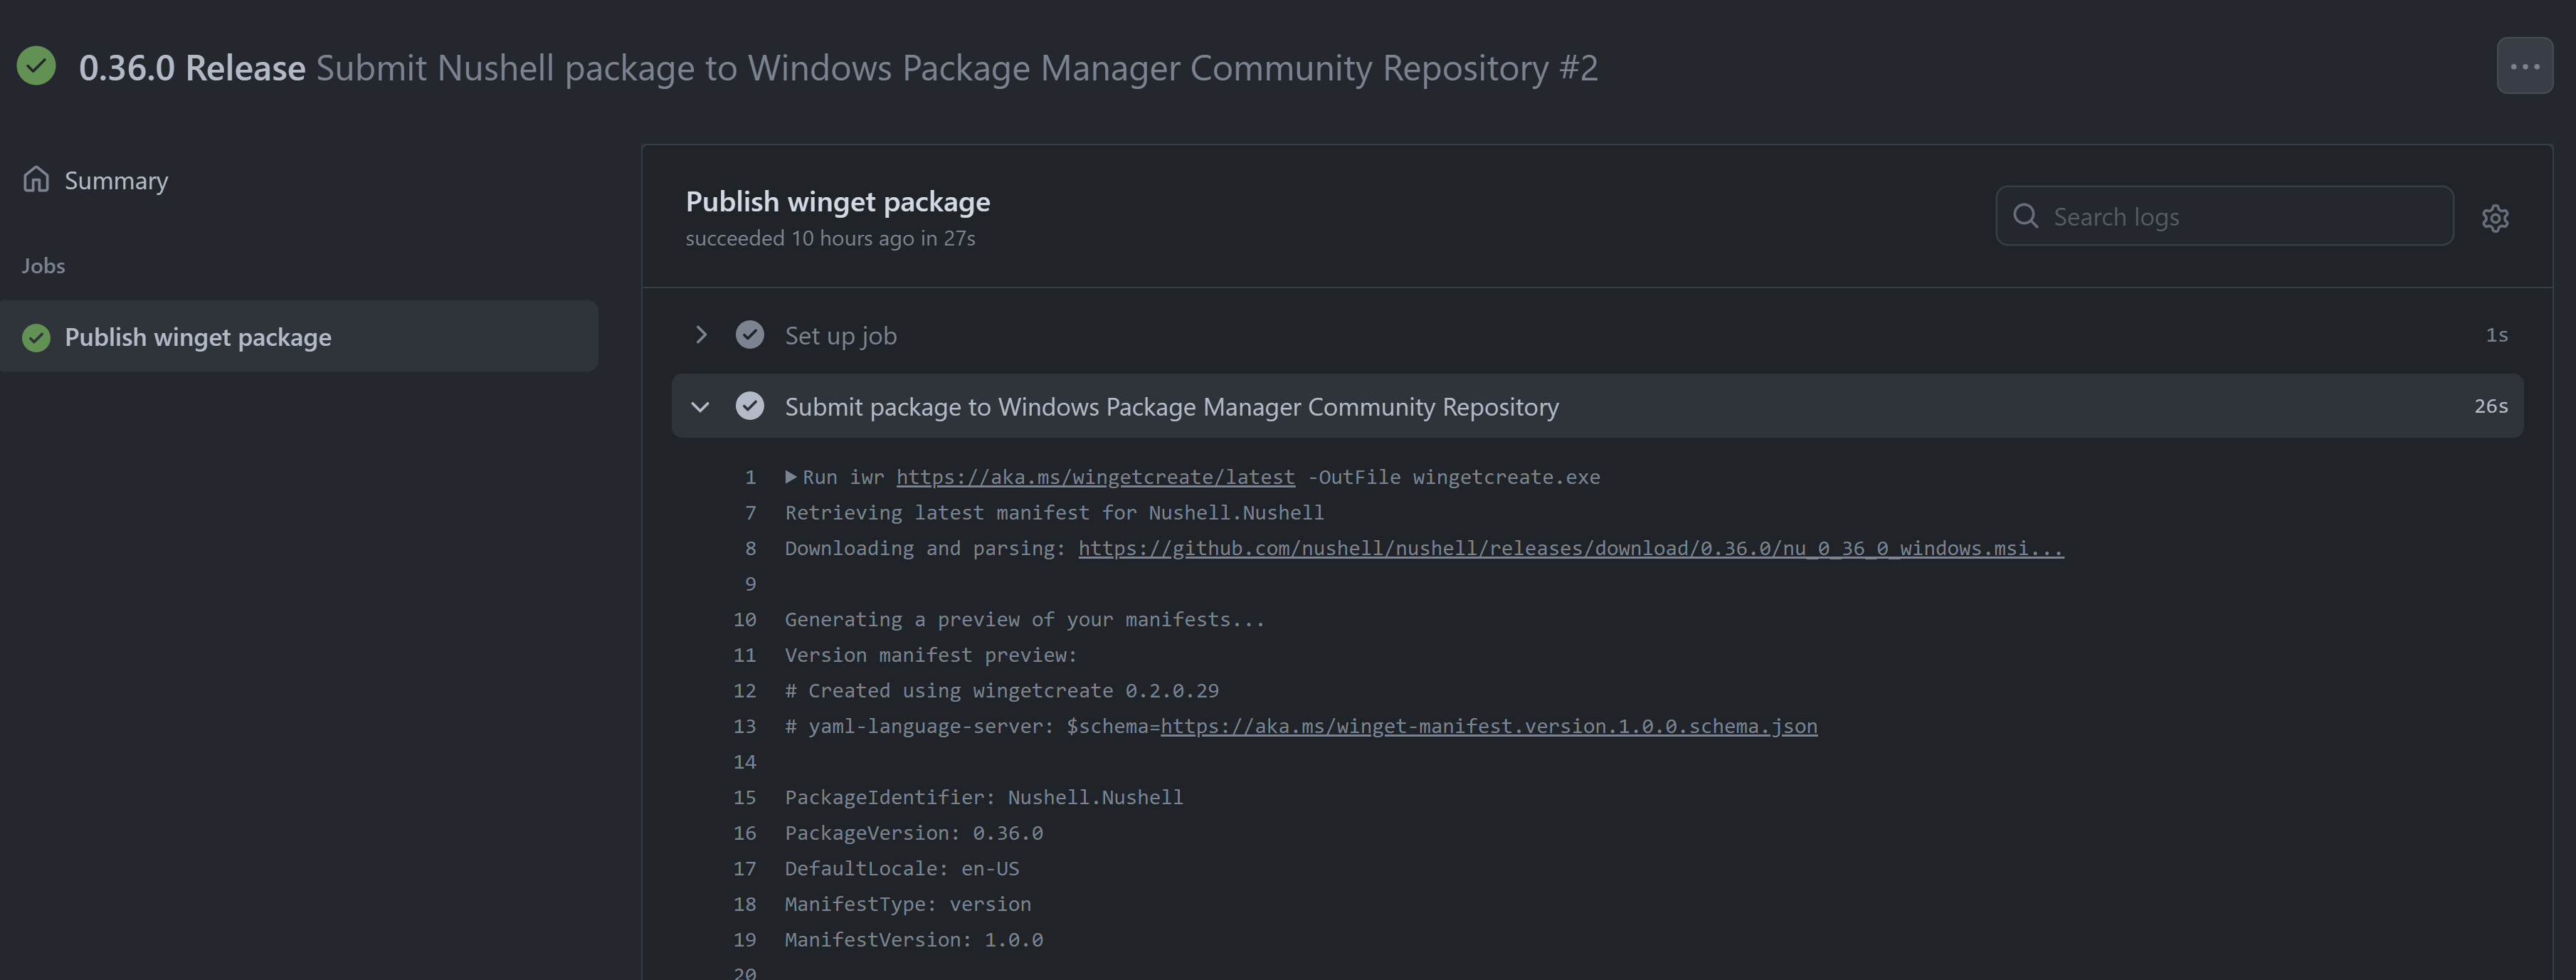 0.36.0 Release Submit Nushell package to Windows Package Manager Community Repository #2
Summary
Jobs
Publish winget package
Publish winget package
succeeded 10 hours ago in 27s
Search logs
Set up job 1s
Submit package to Windows Package Manager Community Repository 26s
1 Run iwr https://aka.ms/wingetcreate/latest -OutFile wingetcreate.exe
7 Retrieving latest manifest for Nushell.Nushell
8 Downloading and parsing: https://github.com/nushell/nushell/releases/download/0.36.0/nu_0_36_0_windows.msi...
9
10 Generating a preview of your manifests...
11 Version manifest preview:
12 # Created using wingetcreate 0.2.0.29
13 # yaml-language-server: $schema=https://aka.ms/winget-manifest.version.1.0.0.schema.json
14
15 PackageIdentifier: Nushell.Nushell
16 PackageVersion: 0.36.0
17 DefaultLocale: en-US
18 ManifestType: version
19 ManifestVersion: 1.0.0
20